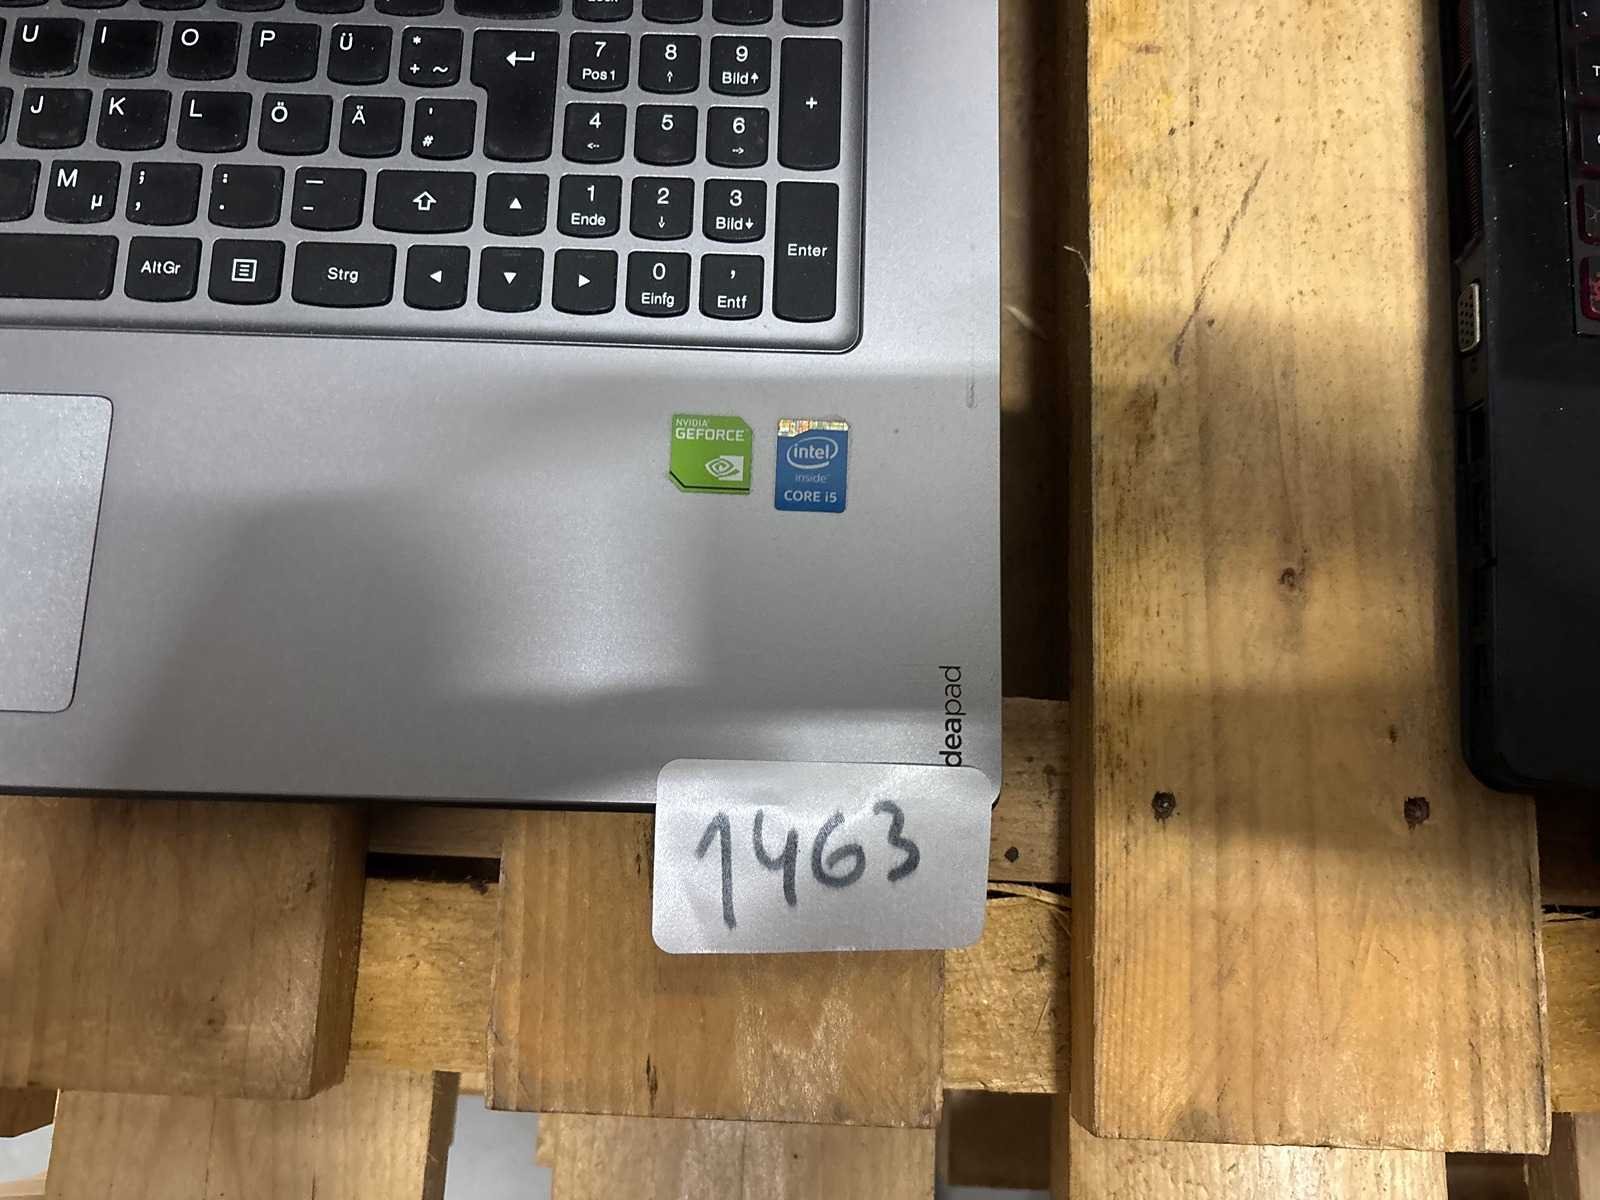 U I O P Ü * + ~ 7 Pos1 8 ↑ 9 Bild↑ +
J K L Ö Ä ' # 4 <-- 5 6 -->
M µ ; , : . — – 1 Ende 2 ↓ 3 Bild↓ Enter
AltGr Strg 0 Einfg , Entf
NVIDIA
GEFORCE
intel
inside™
CORE i5
deapad
1463